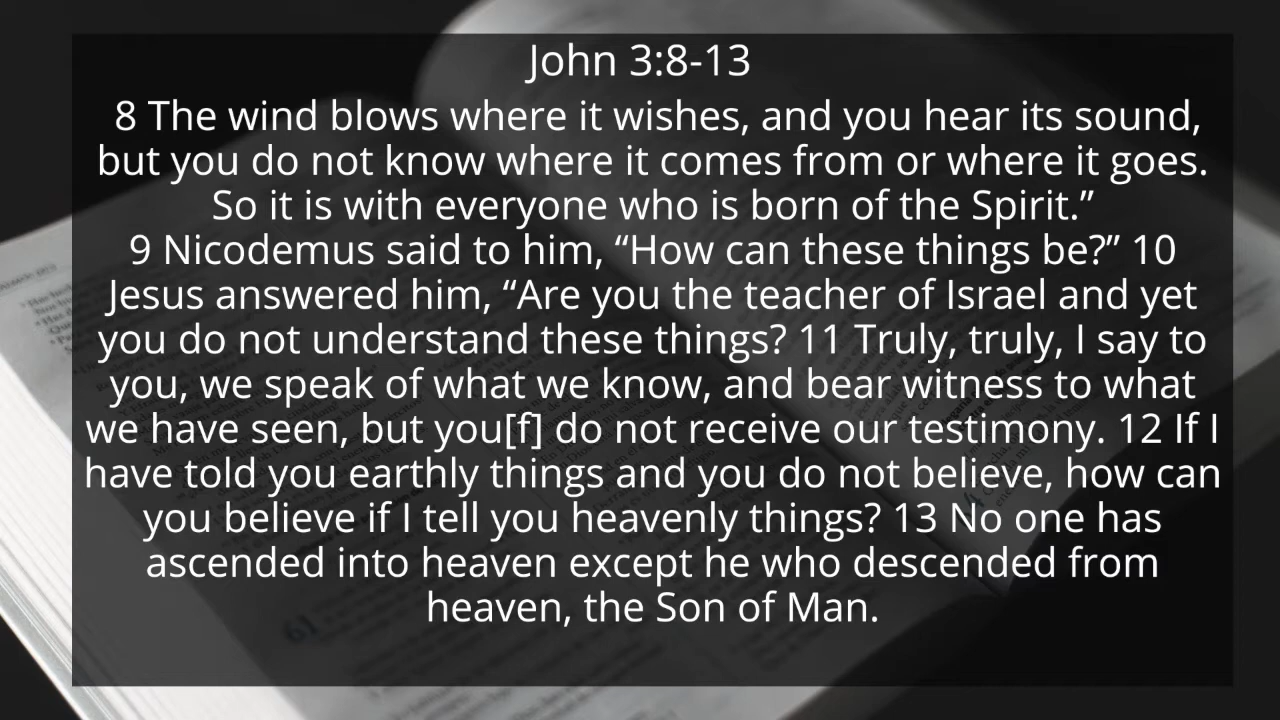 John 3:8-13
8 The wind blows where it wishes, and you hear its sound,
but you do not know where it comes from or where it goes.
So it is with everyone who is born of the Spirit.”
9 Nicodemus said to him, “How can these things be?” 10
Jesus answered him, “Are you the teacher of Israel and yet
you do not understand these things? 11 Truly, truly, I say to
you, we speak of what we know, and bear witness to what
we have seen, but you[f] do not receive our testimony. 12 If I
have told you earthly things and you do not believe, how can
you believe if I tell you heavenly things? 13 No one has
ascended into heaven except he who descended from
heaven, the Son of Man.